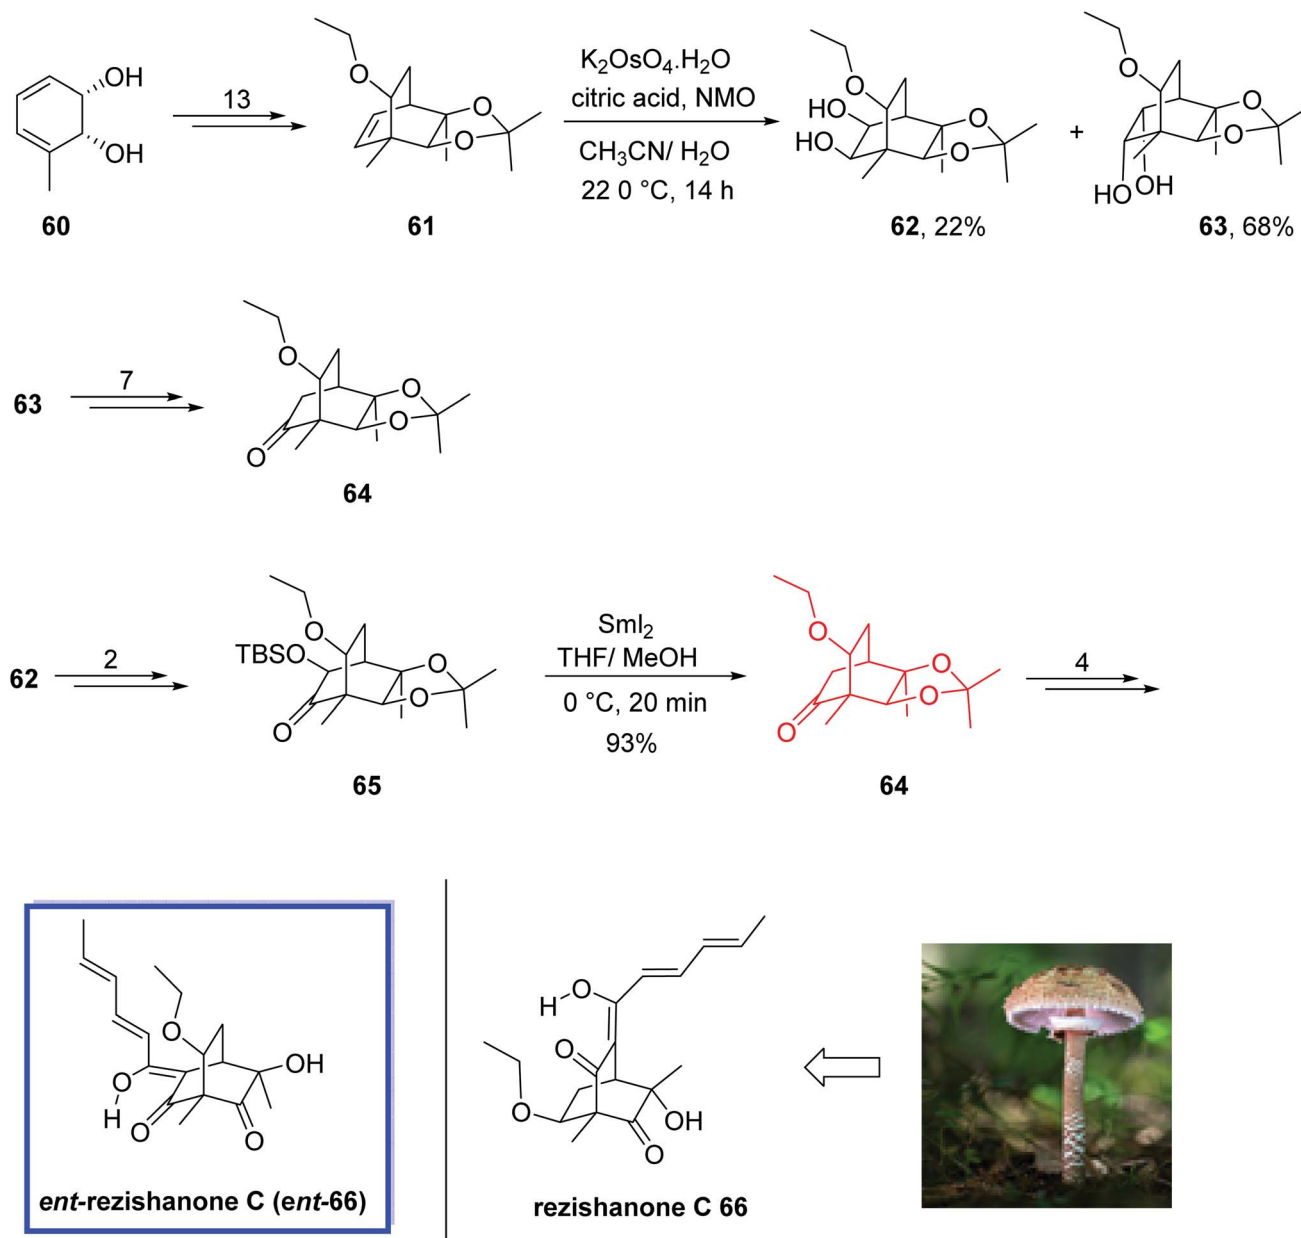 OH
OH
60
13
O
O
O
61
K2OsO4.H2O
citric acid, NMO
CH3CN/ H2O
22 0 °C, 14 h
O
HO
HO
O
O
62, 22%
+
O
O
O
HO
OH
63, 68%
63
7
O
O
O
O
64
62
2
O
TBSO
O
O
O
65
SmI2
THF/ MeOH
0 °C, 20 min
93%
O
O
O
O
64
4
O
OH
O
H
O
O
ent-rezishanone C (ent-66)
H
O
O
O
OH
O
rezishanone C 66